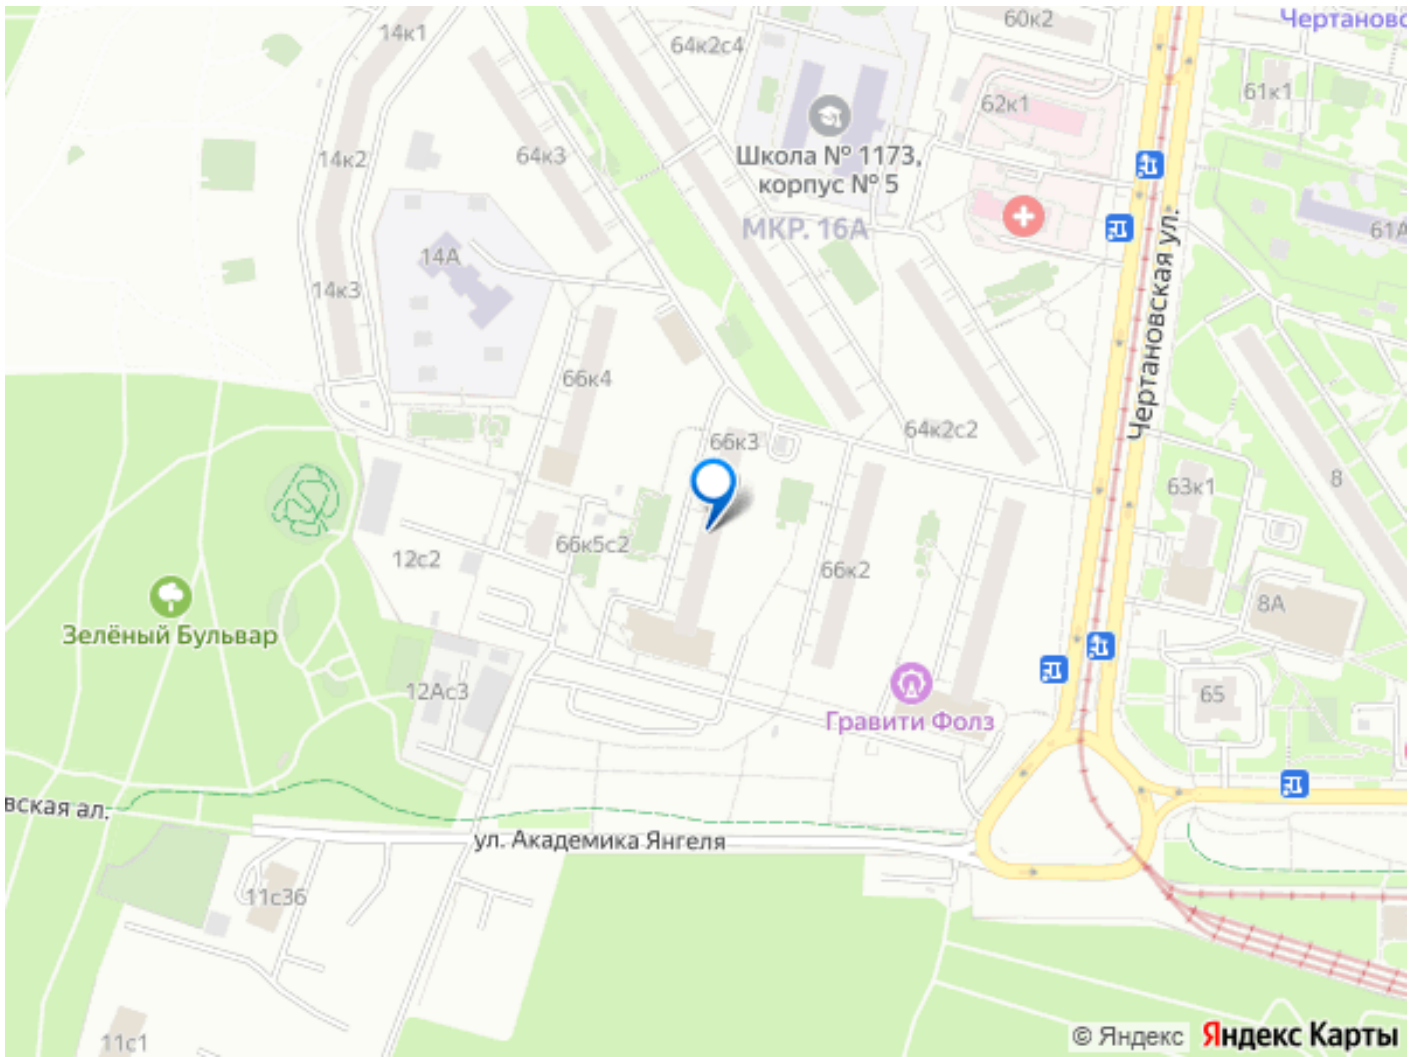 14к1
64к2с4
60к2
Чертановс
61к1
62к1
14к2
64к3
Школа № 1173,
корпус № 5
МКР. 16А
61А
14А
14к3
Чертановская ул.
66к4
66к3
64к2с2
8
63к1
66к5с2
12с2
66к2
8А
Зелёный Бульвар
12Ас3
65
Гравити Фолз
вская ал.
ул. Академика Янгеля
11с36
11с1
© Яндекс Яндекс Карты